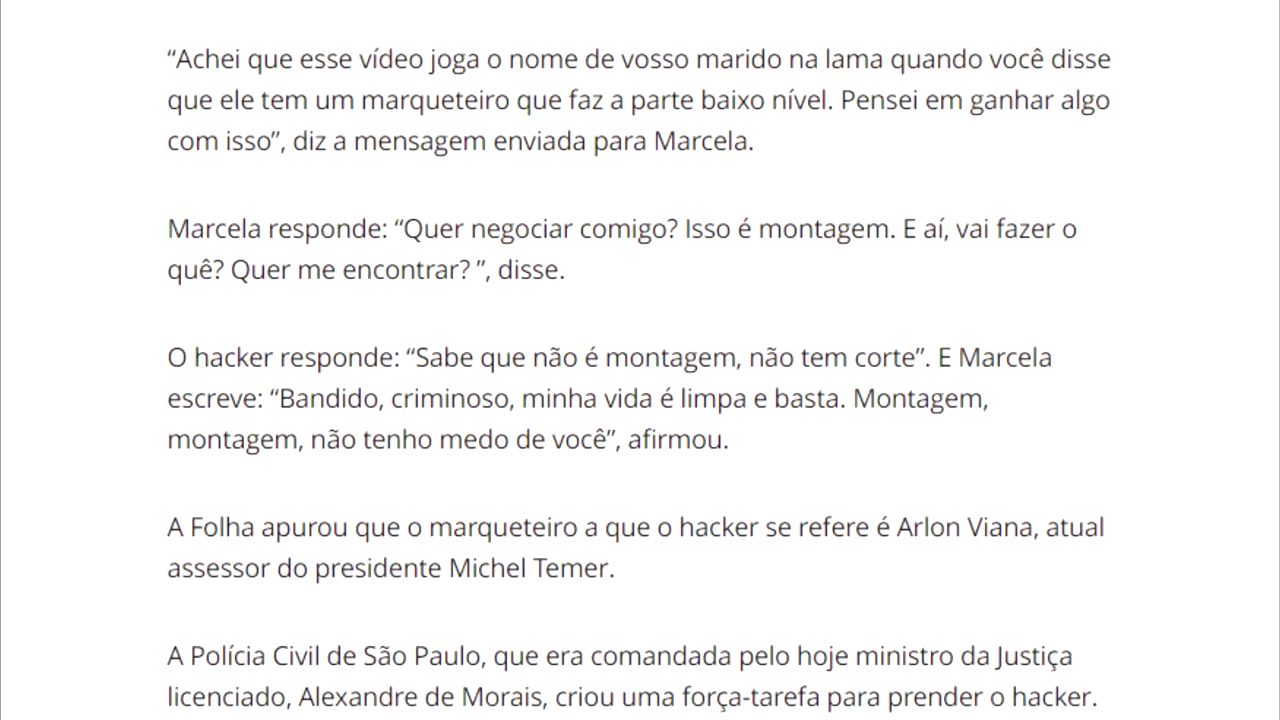 “Achei que esse vídeo joga o nome de vosso marido na lama quando você disse
que ele tem um marqueteiro que faz a parte baixo nível. Pensei em ganhar algo
com isso”, diz a mensagem enviada para Marcela.
Marcela responde: “Quer negociar comigo? Isso é montagem. E aí, vai fazer o
quê? Quer me encontrar? ”, disse.
O hacker responde: “Sabe que não é montagem, não tem corte”. E Marcela
escreve: “Bandido, criminoso, minha vida é limpa e basta. Montagem,
montagem, não tenho medo de você”, afirmou.
A Folha apurou que o marqueteiro a que o hacker se refere é Arlon Viana, atual
assessor do presidente Michel Temer.
A Polícia Civil de São Paulo, que era comandada pelo hoje ministro da Justiça
licenciado, Alexandre de Morais, criou uma força-tarefa para prender o hacker.